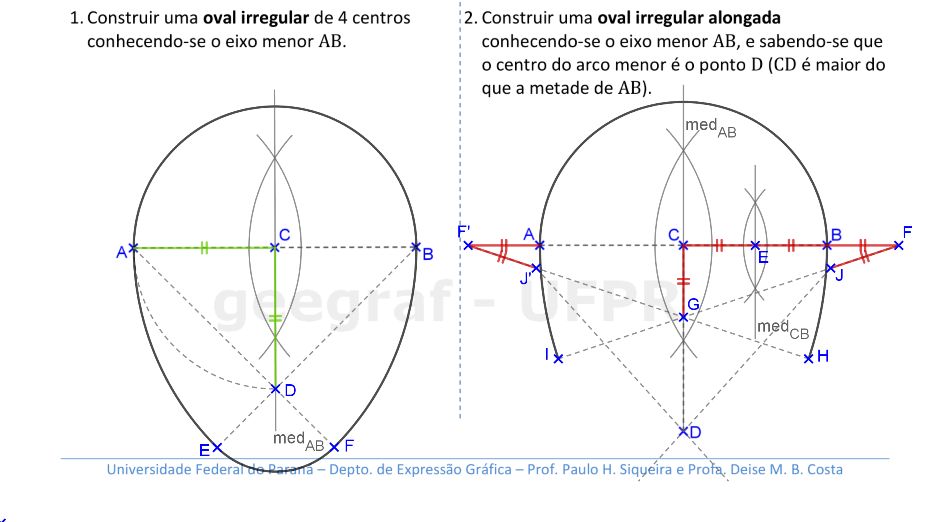 1. Construir uma oval irregular de 4 centros
conhecendo-se o eixo menor AB.
2. Construir uma oval irregular alongada
conhecendo-se o eixo menor AB, e sabendo-se que
o centro do arco menor é o ponto D (CD é maior do
que a metade de AB).
A
C
B
D
E
F
med AB
med AB
F'
A
C
B
F
E
J'
J
G
I
med CB
H
D
geegraf - UFPR
Universidade Federal do Paraná – Depto. de Expressão Gráfica – Prof. Paulo H. Siqueira e Profa. Deise M. B. Costa